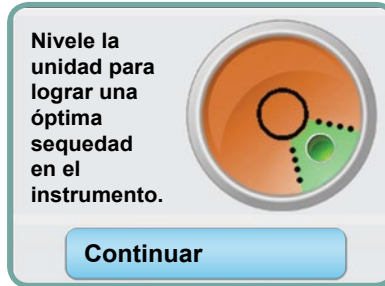 Nivele la
unidad para
lograr una
óptima
sequedad
en el
instrumento.
Continuar